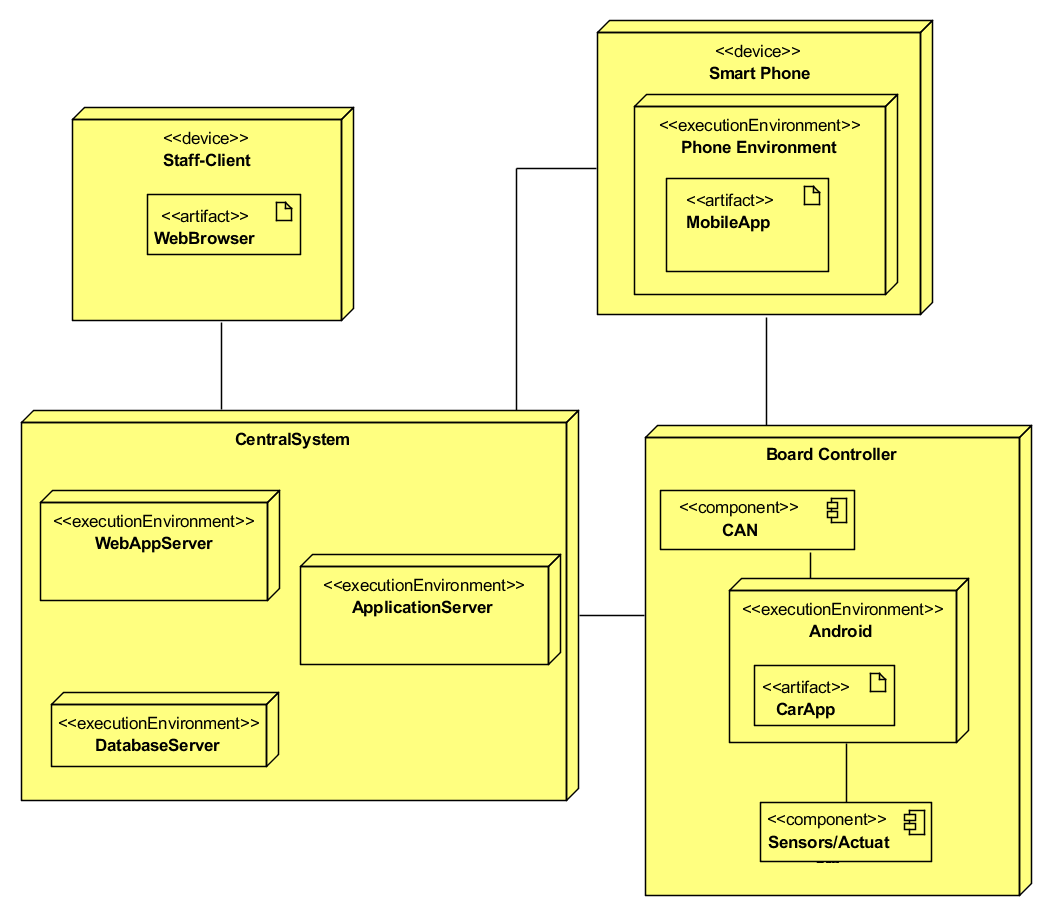 <<device>>
Smart Phone
<<executionEnvironment>>
Phone Environment
<<artifact>>
MobileApp
<<device>>
Staff-Client
<<artifact>>
WebBrowser
CentralSystem
<<executionEnvironment>>
WebAppServer
<<executionEnvironment>>
ApplicationServer
<<executionEnvironment>>
DatabaseServer
Board Controller
<<component>>
CAN
<<executionEnvironment>>
Android
<<artifact>>
CarApp
<<component>>
Sensors/Actuat